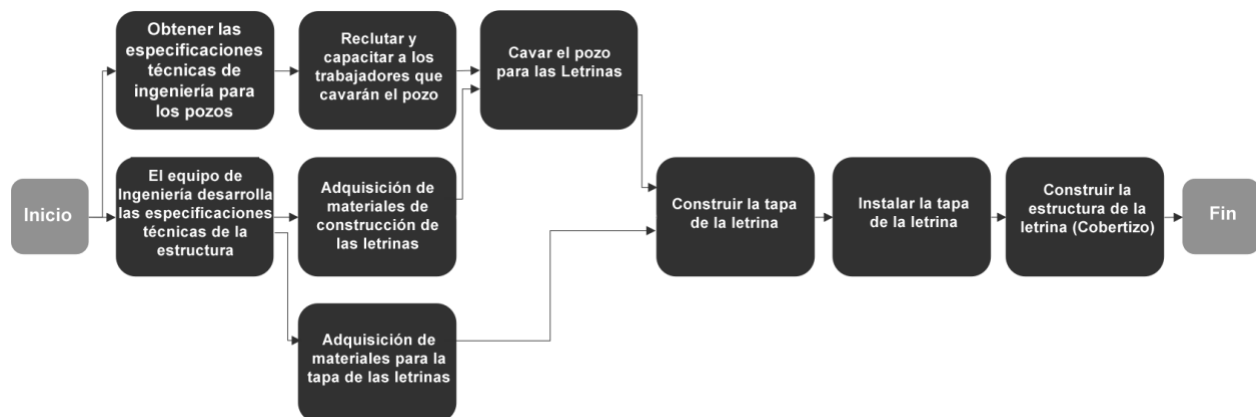 Inicio
Obtener las
especificaciones
técnicas de
ingeniería para
los pozos
Reclutar y
capacitar a los
trabajadores que
cavarán el pozo
Cavar el pozo
para las Letrinas
El equipo de
Ingeniería desarrolla
las especificaciones
técnicas de la
estructura
Adquisición de
materiales de
construcción de
las letrinas
Adquisición de
materiales para la
tapa de las letrinas
Construir la tapa
de la letrina
Instalar la tapa
de la letrina
Construir la
estructura de la
letrina (Cobertizo)
Fin